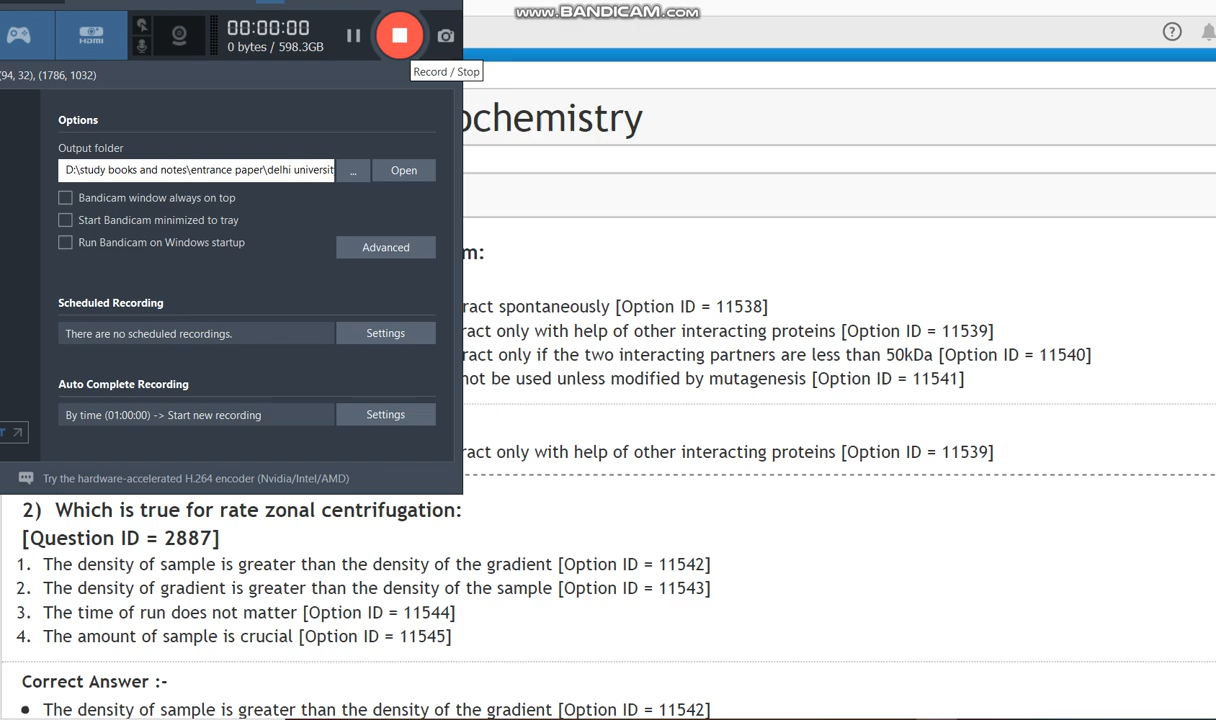 www.BANDICAM.com
00:00:00
0 bytes / 598.3GB
HDMI
Record / Stop
(94, 32), (1786, 1032)
Options
Output folder
D:\study books and notes\entrance paper\delhi universit
...
Open
Bandicam window always on top
Start Bandicam minimized to tray
Run Bandicam on Windows startup
Advanced
Scheduled Recording
There are no scheduled recordings.
Settings
Auto Complete Recording
By time (01:00:00) -> Start new recording
Settings
Try the hardware-accelerated H.264 encoder (Nvidia/Intel/AMD)
ochemistry
m:
ract spontaneously [Option ID = 11538]
ract only with help of other interacting proteins [Option ID = 11539]
ract only if the two interacting partners are less than 50kDa [Option ID = 11540]
not be used unless modified by mutagenesis [Option ID = 11541]
ract only with help of other interacting proteins [Option ID = 11539]
2) Which is true for rate zonal centrifugation:
[Question ID = 2887]
1. The density of sample is greater than the density of the gradient [Option ID = 11542]
2. The density of gradient is greater than the density of the sample [Option ID = 11543]
3. The time of run does not matter [Option ID = 11544]
4. The amount of sample is crucial [Option ID = 11545]
Correct Answer :-
• The density of sample is greater than the density of the gradient [Option ID = 11542]